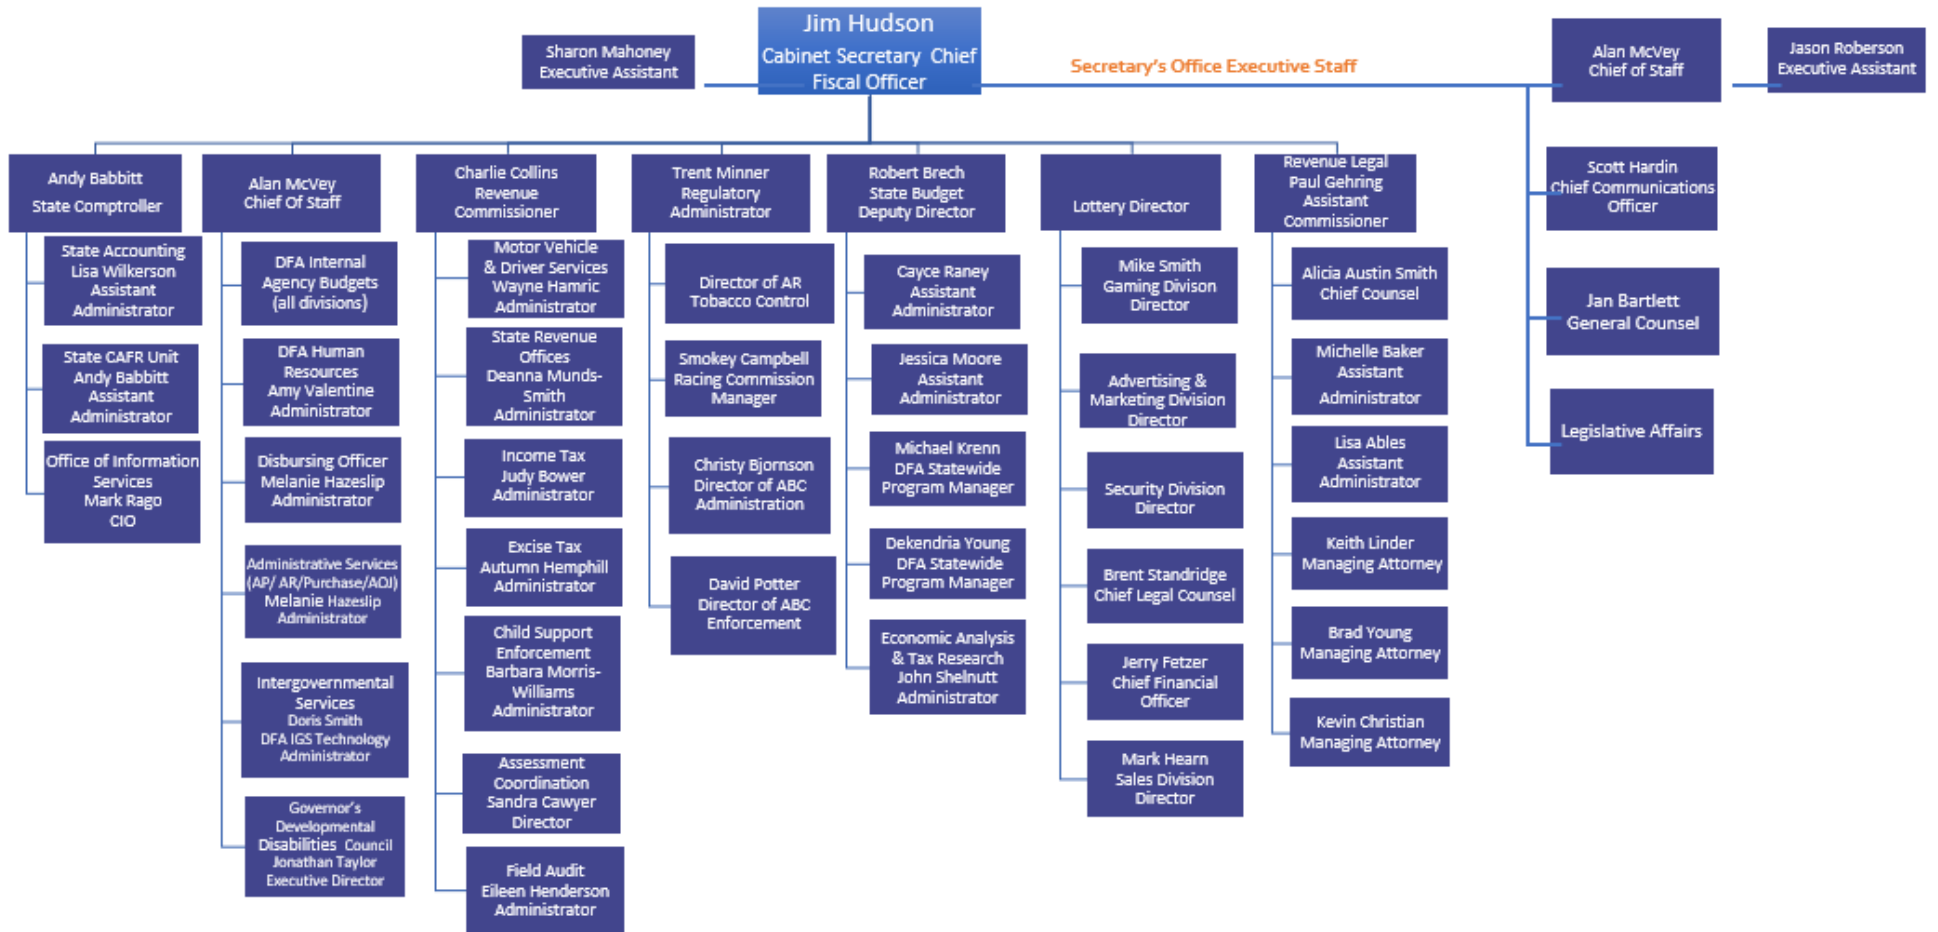 Jim Hudson
Cabinet Secretary Chief
Fiscal Officer
Sharon Mahoney
Executive Assistant
Secretary's Office Executive Staff
Alan McVey
Chief of Staff
Jason Roberson
Executive Assistant
Scott Hardin
Chief Communications
Officer
Jan Bartlett
General Counsel
Legislative Affairs
Andy Babbitt
State Comptroller
State Accounting
Lisa Wilkerson
Assistant
Administrator
State CAFR Unit
Andy Babbitt
Assistant
Administrator
Office of Information
Services
Mark Rago
CIO
Alan McVey
Chief Of Staff
DFA Internal
Agency Budgets
(all divisions)
DFA Human
Resources
Amy Valentine
Administrator
Disbursing Officer
Melanie Hazeslip
Administrator
Administrative Services
(AP/ AR/Purchase/AOJ)
Melanie Hazeslip
Administrator
Intergovernmental
Services
Doris Smith
DFA IGS Technology
Administrator
Governor's
Developmental
Disabilities Council
Jonathan Taylor
Executive Director
Charlie Collins
Revenue
Commissioner
Motor Vehicle
& Driver Services
Wayne Hamric
Administrator
State Revenue
Offices
Deanna Munds-
Smith
Administrator
Income Tax
Judy Bower
Administrator
Excise Tax
Autumn Hemphill
Administrator
Child Support
Enforcement
Barbara Morris-
Williams
Administrator
Assessment
Coordination
Sandra Cawyer
Director
Field Audit
Eileen Henderson
Administrator
Trent Minner
Regulatory
Administrator
Director of AR
Tobacco Control
Smokey Campbell
Racing Commission
Manager
Christy Bjornson
Director of ABC
Administration
David Potter
Director of ABC
Enforcement
Robert Brech
State Budget
Deputy Director
Cayce Raney
Assistant
Administrator
Jessica Moore
Assistant
Administrator
Michael Krenn
DFA Statewide
Program Manager
Dekendria Young
DFA Statewide
Program Manager
Economic Analysis
& Tax Research
John Shelnutt
Administrator
Lottery Director
Mike Smith
Gaming Divison
Director
Advertising &
Marketing Division
Director
Security Division
Director
Brent Standridge
Chief Legal Counsel
Jerry Fetzer
Chief Financial
Officer
Mark Hearn
Sales Division
Director
Revenue Legal
Paul Gehring
Assistant
Commissioner
Alicia Austin Smith
Chief Counsel
Michelle Baker
Assistant
Administrator
Lisa Ables
Assistant
Administrator
Keith Linder
Managing Attorney
Brad Young
Managing Attorney
Kevin Christian
Managing Attorney